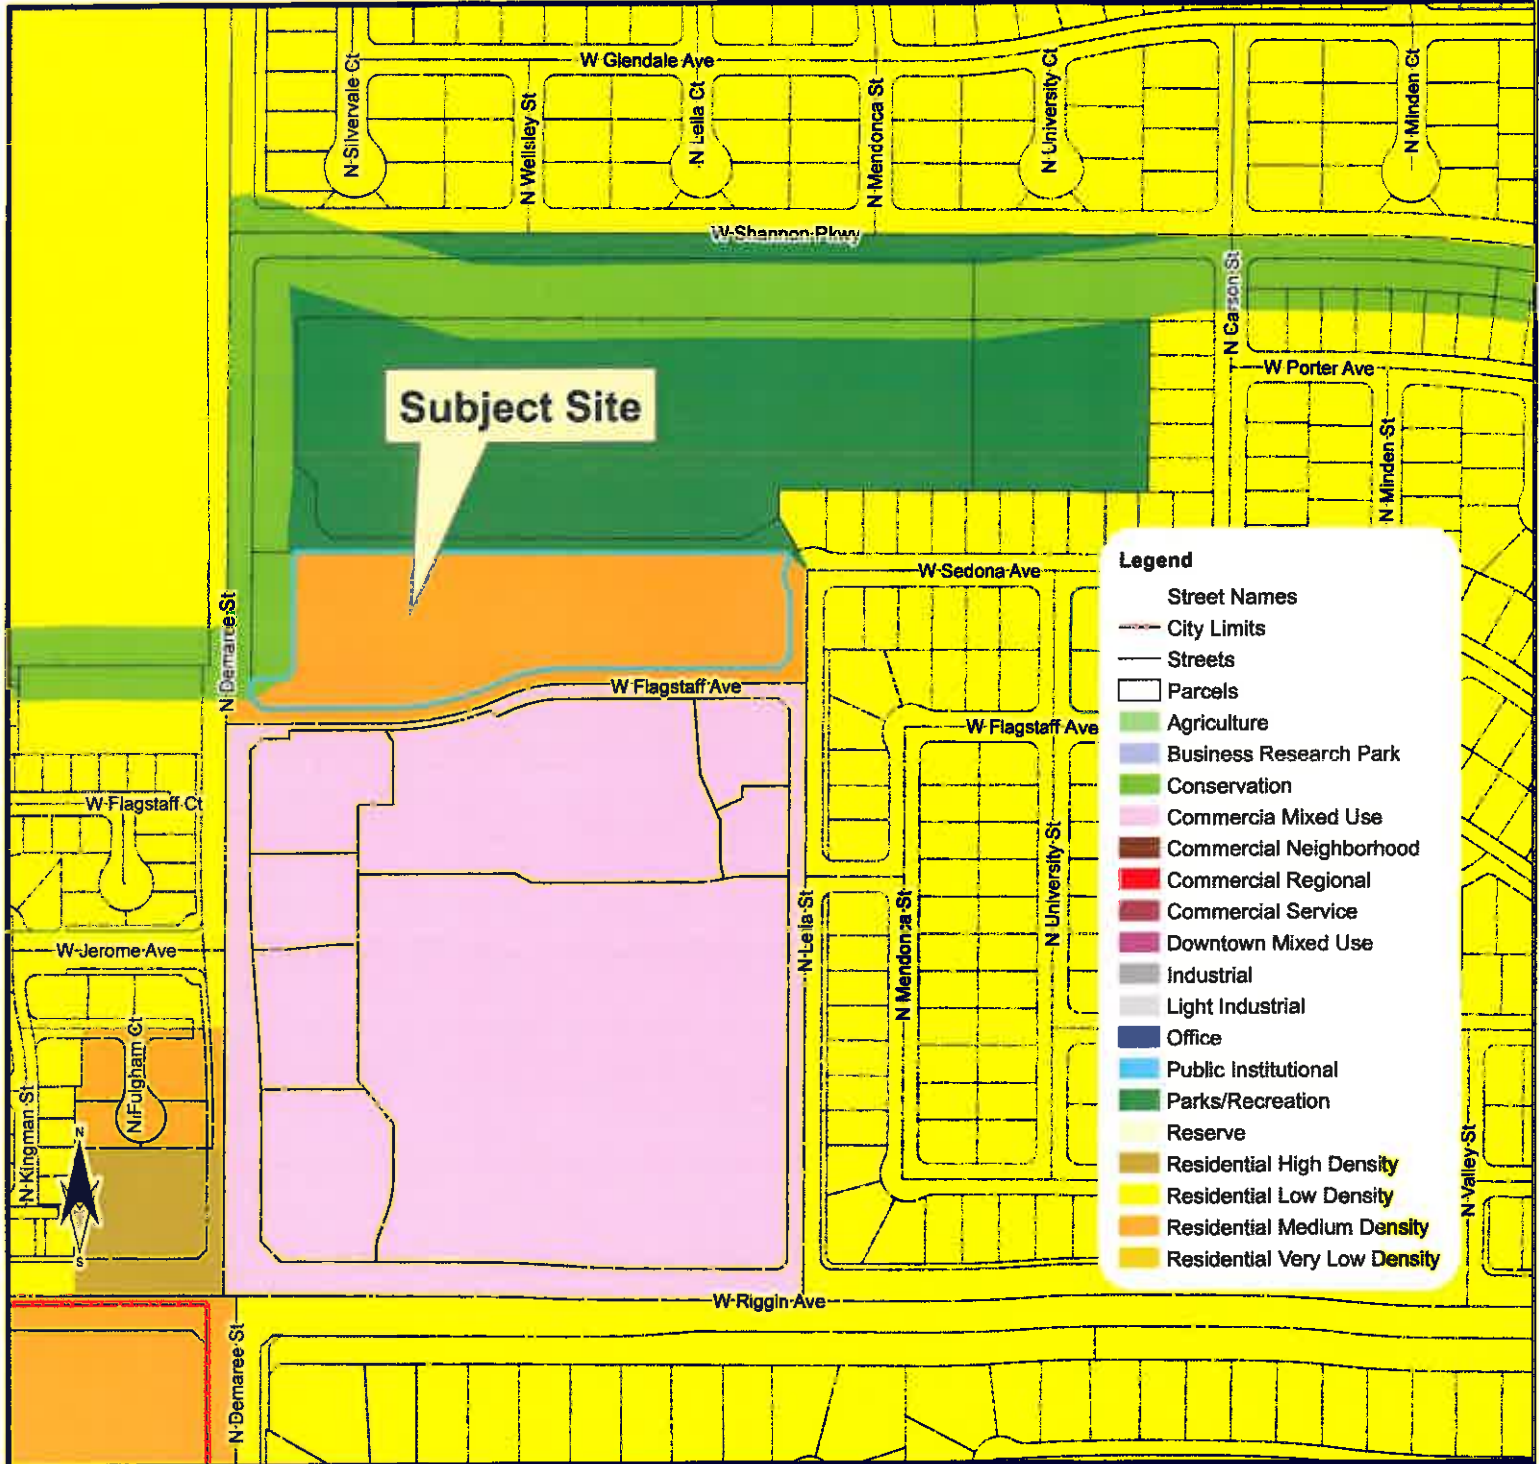 W Glendale Ave
N Silvervale Ct
N Wellsley St
N Leila Ct
N Mendonca St
N University Ct
N Minden Ct
W Shannon Pkwy
N Carson St
W Porter Ave
N Minden St
Subject Site
W Sedona Ave
N Demaree St
W Flagstaff Ave
W Flagstaff Ave
W Flagstaff Ct
W Jerome Ave
N Leila St
N Mendonca St
N University St
N Fulgham Ct
N Kingman St
N
S
N Valley St
W Riggin Ave
N Demaree St
Legend
Street Names
City Limits
Streets
Parcels
Agriculture
Business Research Park
Conservation
Commercia Mixed Use
Commercial Neighborhood
Commercial Regional
Commercial Service
Downtown Mixed Use
Industrial
Light Industrial
Office
Public Institutional
Parks/Recreation
Reserve
Residential High Density
Residential Low Density
Residential Medium Density
Residential Very Low Density